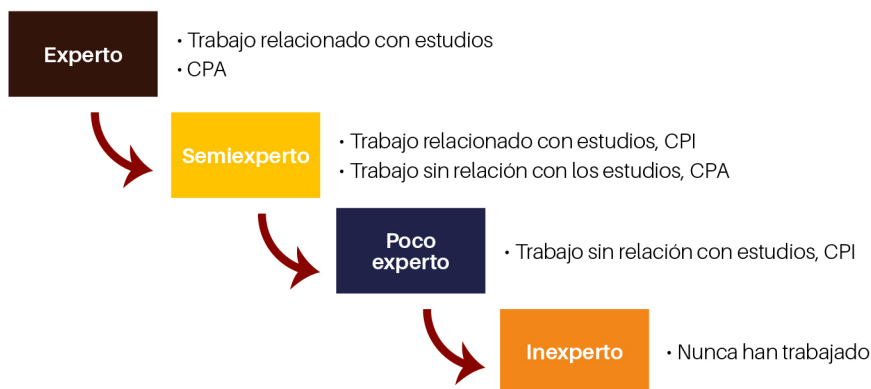 Experto
• Trabajo relacionado con estudios
• CPA
Semiexperto
• Trabajo relacionado con estudios, CPI
• Trabajo sin relación con los estudios, CPA
Poco
experto
• Trabajo sin relación con estudios, CPI
Inexperto
• Nunca han trabajado